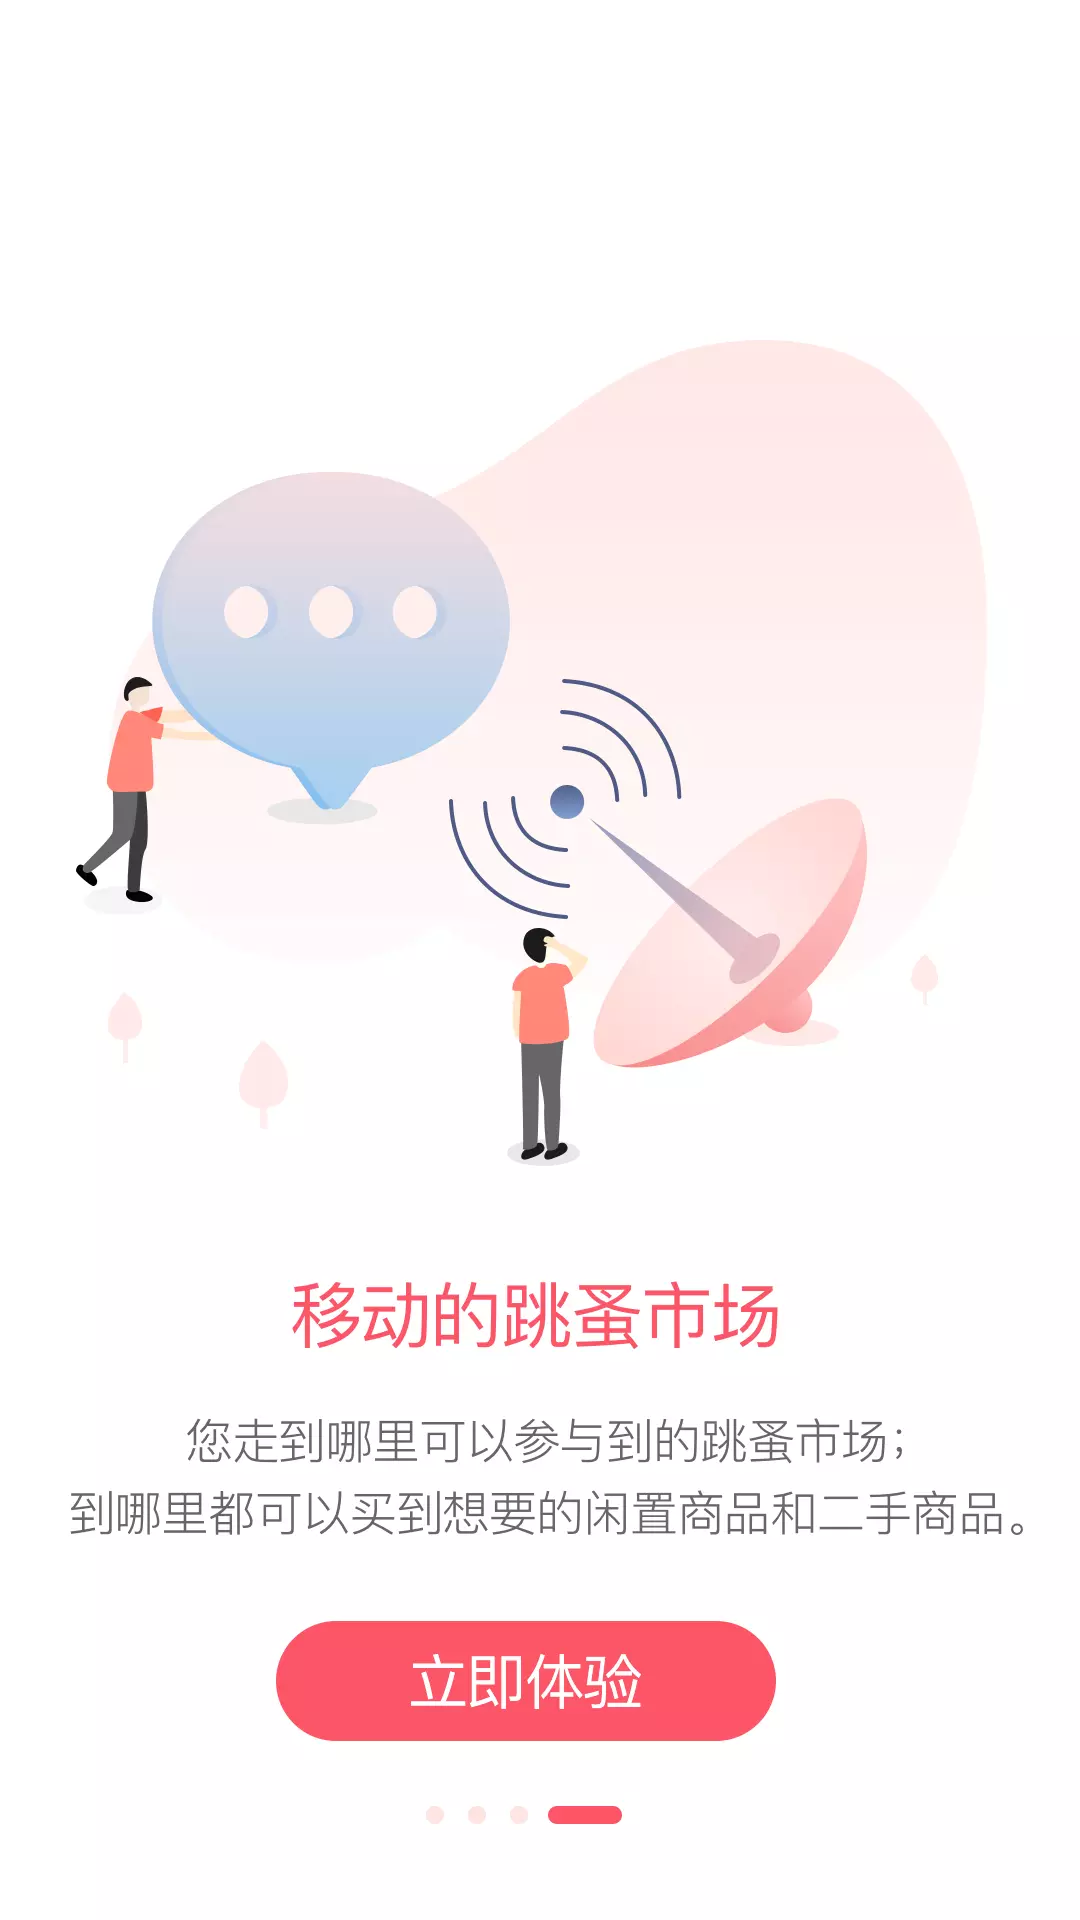 移动的跳蚤市场
您走到哪里可以参与到的跳蚤市场；
到哪里都可以买到想要的闲置商品和二手商品。
立即体验